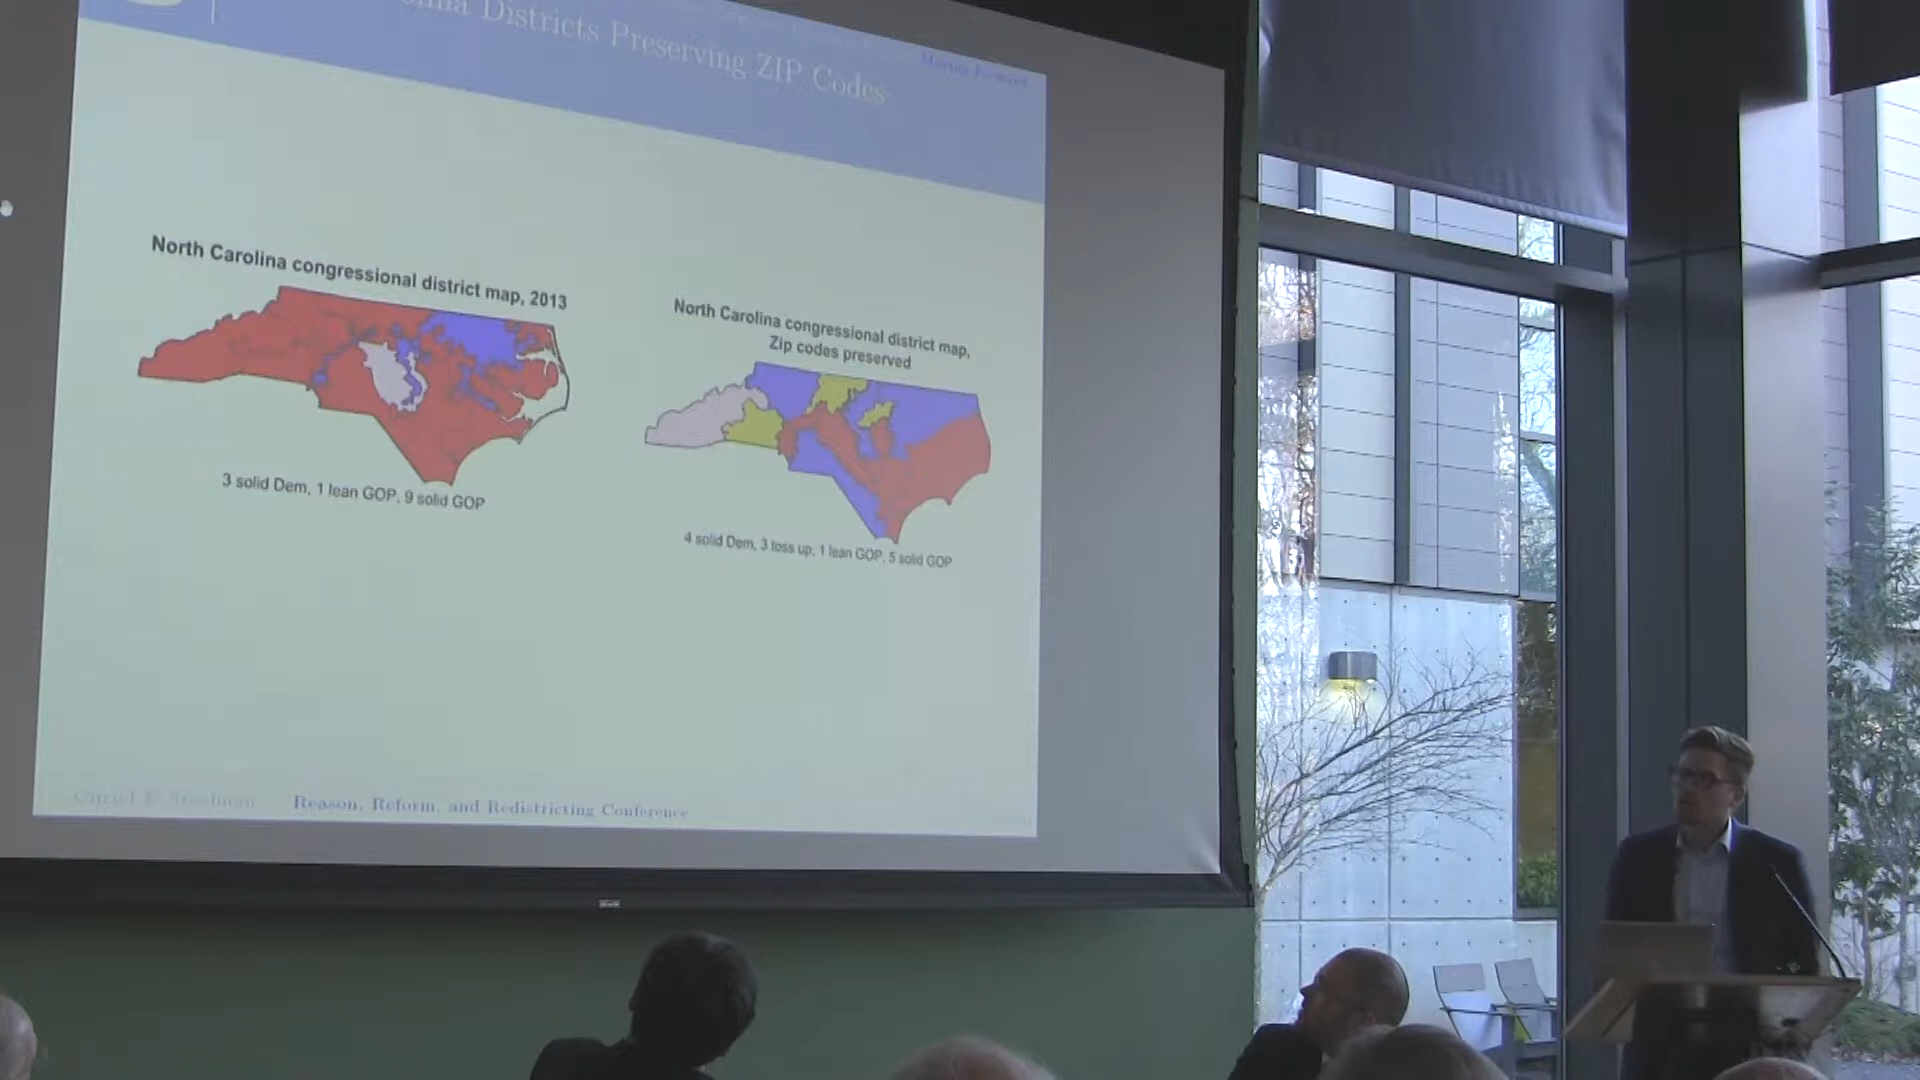 Districts Preserving ZIP Codes
North Carolina congressional district map, 2013
3 solid Dem, 1 lean GOP, 9 solid GOP
North Carolina congressional district map,
Zip codes preserved
4 solid Dem, 3 toss up, 1 lean GOP, 5 solid GOP
Reason, Reform, and Redistricting Conference